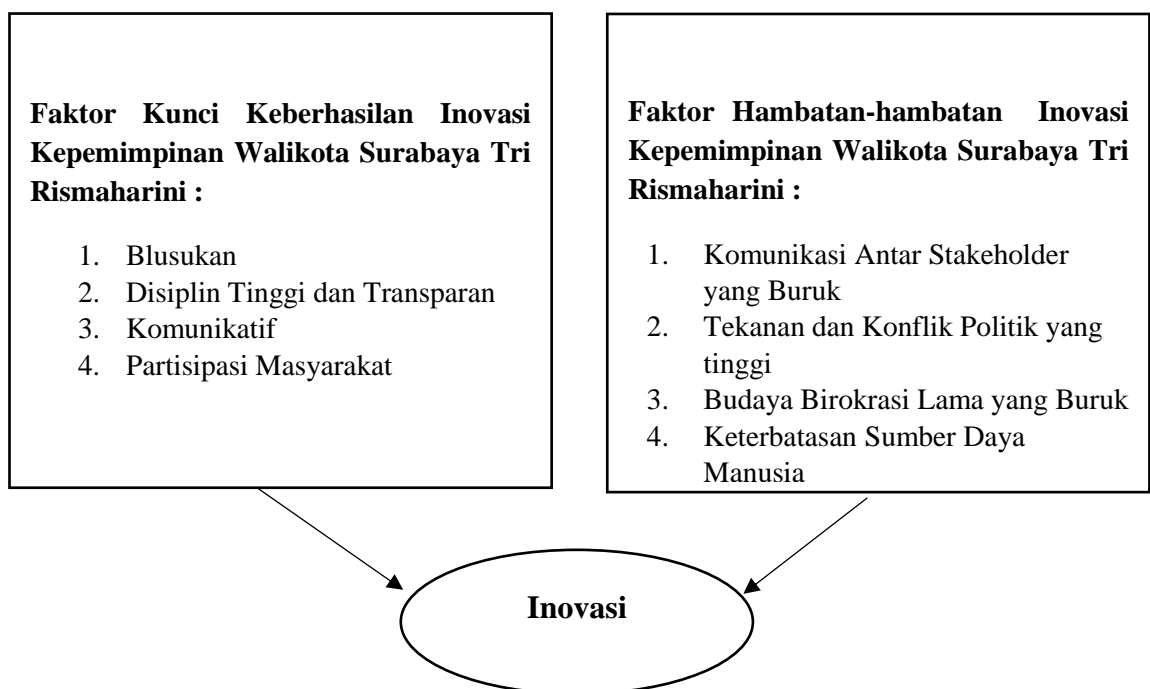 Faktor Kunci Keberhasilan Inovasi
Kepemimpinan Walikota Surabaya Tri
Rismaharini :
1. Blusukan
2. Disiplin Tinggi dan Transparan
3. Komunikatif
4. Partisipasi Masyarakat
Faktor Hambatan-hambatan Inovasi
Kepemimpinan Walikota Surabaya Tri
Rismaharini :
1. Komunikasi Antar Stakeholder
yang Buruk
2. Tekanan dan Konflik Politik yang
tinggi
3. Budaya Birokrasi Lama yang Buruk
4. Keterbatasan Sumber Daya
Manusia
Inovasi